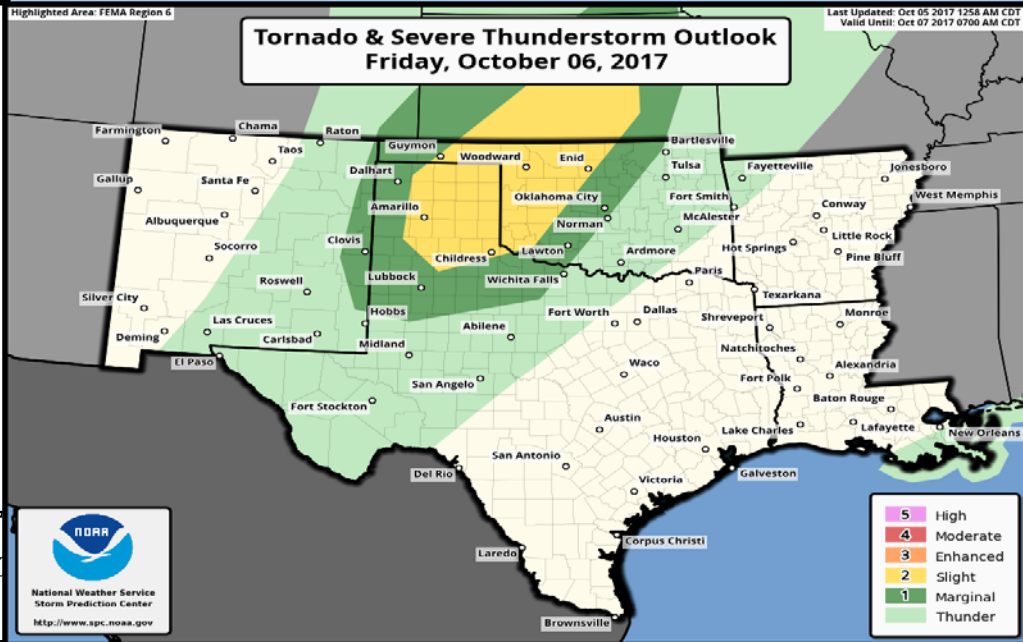 Highlighted Area: FEMA Region 6
Last Updated: Oct 05 2017 1258 AM CDT
Valid Until: Oct 07 2017 0700 AM CDT
Tornado & Severe Thunderstorm Outlook
Friday, October 06, 2017
Farmington
Chama
Raton
Taos
Guymon
Woodward
Enid
Bartlesville
Tulsa
Fayetteville
Jonesboro
Gallup
Santa Fe
Dalhart
Oklahoma City
Fort Smith
West Memphis
Albuquerque
Amarillo
Norman
McAlester
Conway
Socorro
Clovis
Childress
Lawton
Ardmore
Hot Springs
Little Rock
Pine Bluff
Roswell
Lubbock
Wichita Falls
Paris
Texarkana
Silver City
Las Cruces
Hobbs
Abilene
Fort Worth
Dallas
Shreveport
Monroe
Deming
Carlsbad
Midland
Natchitoches
El Paso
San Angelo
Waco
Fort Polk
Alexandria
Fort Stockton
Austin
Baton Rouge
Lake Charles
Lafayette
New Orleans
Del Rio
San Antonio
Houston
Galveston
Victoria
Laredo
Corpus Christi
Brownsville
5 High
4 Moderate
3 Enhanced
2 Slight
1 Marginal
Thunder
NOAA
National Weather Service
Storm Prediction Center
http://www.spc.noaa.gov